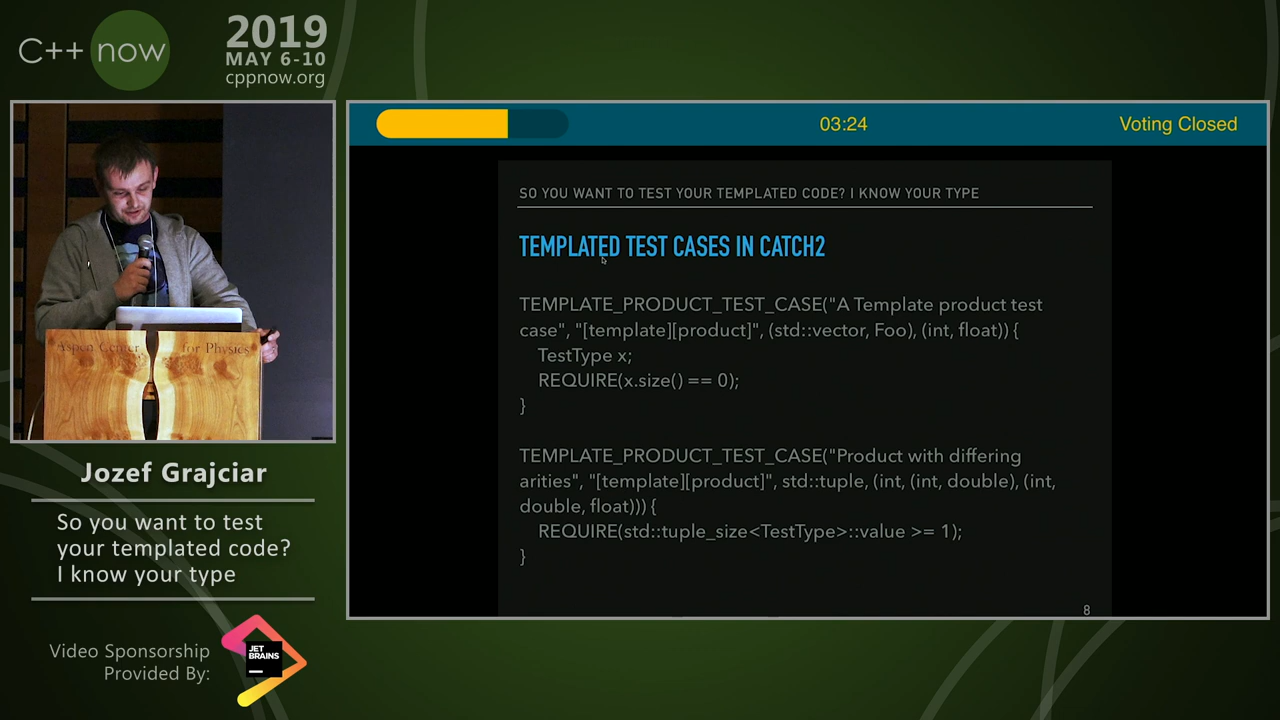 C++ now
2019
MAY 6-10
cppnow.org
03:24
Voting Closed
SO YOU WANT TO TEST YOUR TEMPLATED CODE? I KNOW YOUR TYPE
TEMPLATED TEST CASES IN CATCH2
TEMPLATE_PRODUCT_TEST_CASE("A Template product test
case", "[template][product]", (std::vector, Foo), (int, float)) {
TestType x;
REQUIRE(x.size() == 0);
}
TEMPLATE_PRODUCT_TEST_CASE("Product with differing
arities", "[template][product]", std::tuple, (int, (int, double), (int,
double, float))) {
REQUIRE(std::tuple_size<TestType>::value >= 1);
}
8
Aspen Center for Physics
Jozef Grajciar
So you want to test
your templated code?
I know your type
Video Sponsorship
Provided By:
JET
BRAINS